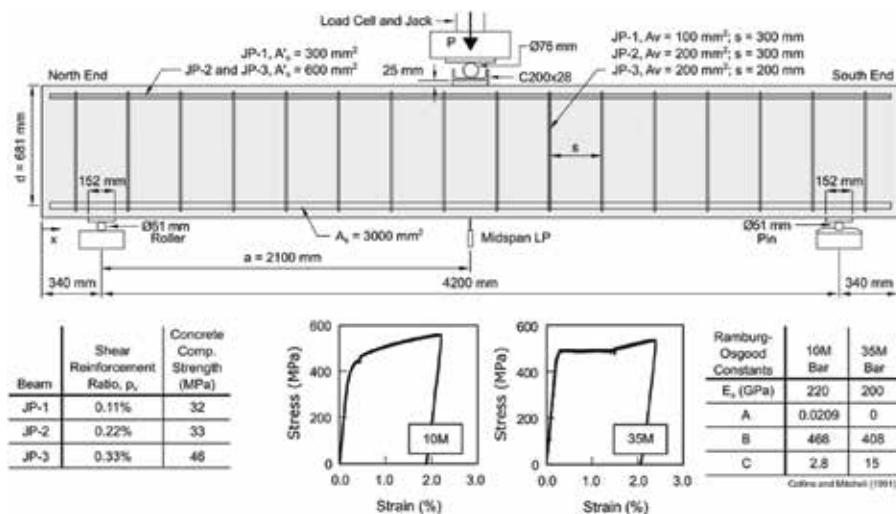 Load Cell and Jack
P
Ø76 mm
C200x28
25 mm
JP-1, A's = 300 mm²
JP-2 and JP-3, A's = 600 mm²
JP-1, Av = 100 mm²; s = 300 mm
JP-2, Av = 200 mm²; s = 300 mm
JP-3, Av = 200 mm²; s = 200 mm
North End
South End
d = 681 mm
s
152 mm
152 mm
Ø51 mm
Roller
As = 3000 mm²
Midspan LP
Ø51 mm
Pin
x
a = 2100 mm
340 mm
4200 mm
340 mm
Beam
Shear
Reinforcement
Ratio, ρv
Concrete
Comp.
Strength
(MPa)
JP-1 0.11% 32
JP-2 0.22% 33
JP-3 0.33% 46
Stress (MPa)
600
400
200
0
10M
0.0 1.0 2.0 3.0
Strain (%)
Stress (MPa)
600
400
200
0
35M
0.0 1.0 2.0 3.0
Strain (%)
Ramburg-
Osgood
Constants
10M
Bar
35M
Bar
Es (GPa) 220 200
A 0.0209 0
B 468 408
C 2.8 15
Collins and Mitchell (1991)